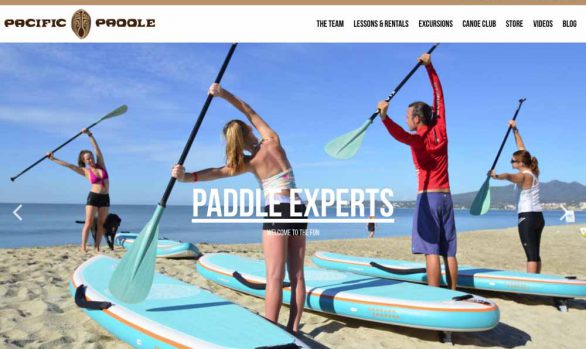 PACIFIC PADDLE
THE TEAM LESSONS & RENTALS EXCURSIONS CANOE CLUB STORE VIDEOS BLOG
PADDLE EXPERTS
WELCOME TO THE FUN